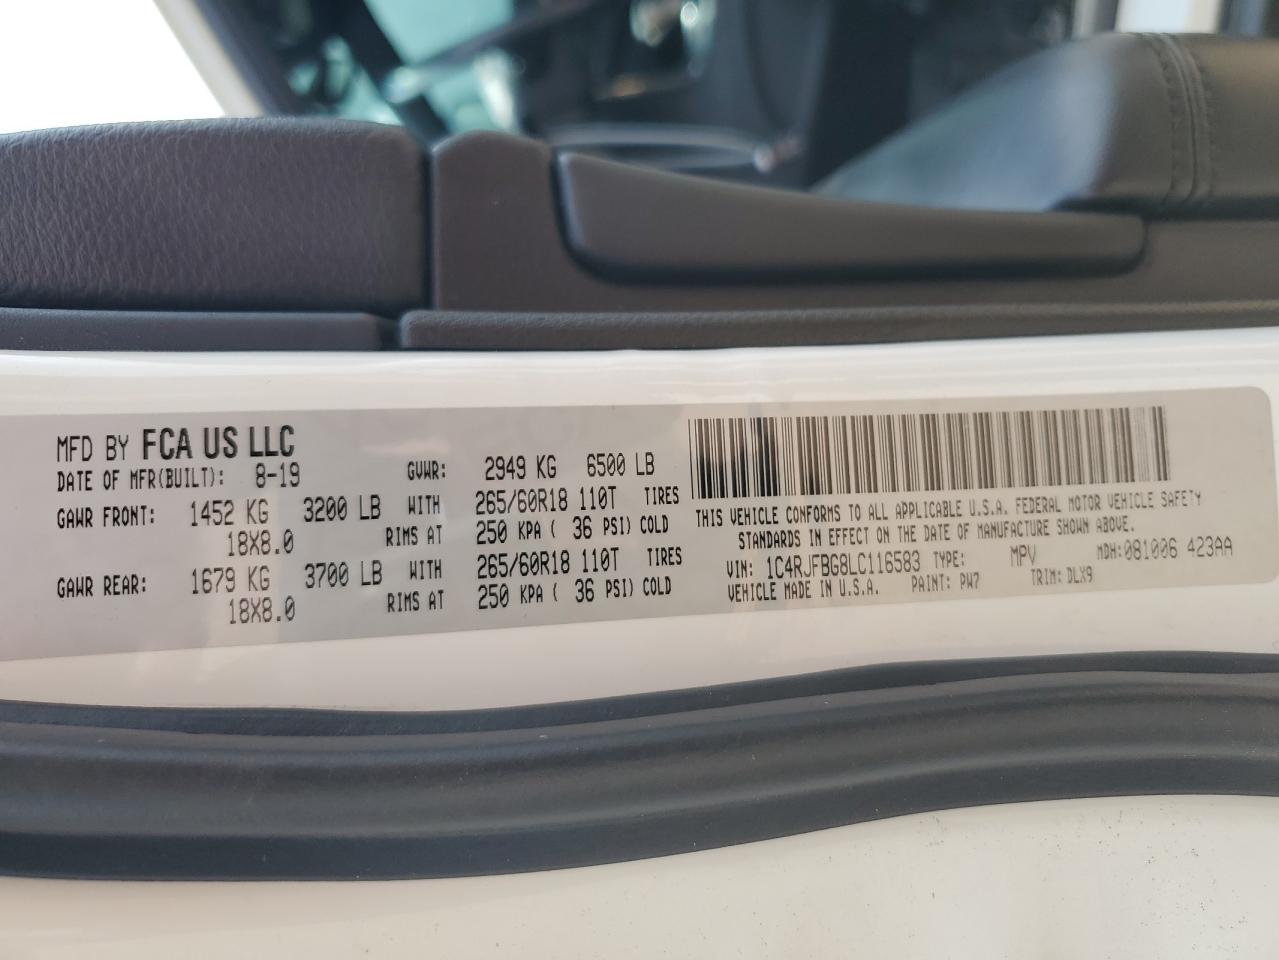 MFD BY FCA US LLC
DATE OF MFR(BUILT): 8-19 GVWR: 2949 KG 6500 LB
GAWR FRONT: 1452 KG 3200 LB WITH 265/60R18 110T TIRES
18X8.0 RIMS AT 250 KPA ( 36 PSI) COLD
GAWR REAR: 1679 KG 3700 LB WITH 265/60R18 110T TIRES
18X8.0 RIMS AT 250 KPA ( 36 PSI) COLD
THIS VEHICLE CONFORMS TO ALL APPLICABLE U.S.A. FEDERAL MOTOR VEHICLE SAFETY
STANDARDS IN EFFECT ON THE DATE OF MANUFACTURE SHOWN ABOVE.
VIN: 1C4RJFBG8LC116583 TYPE: MPV MDH:081006 423AA
VEHICLE MADE IN U.S.A. PAINT: PW7 TRIM: DLX9